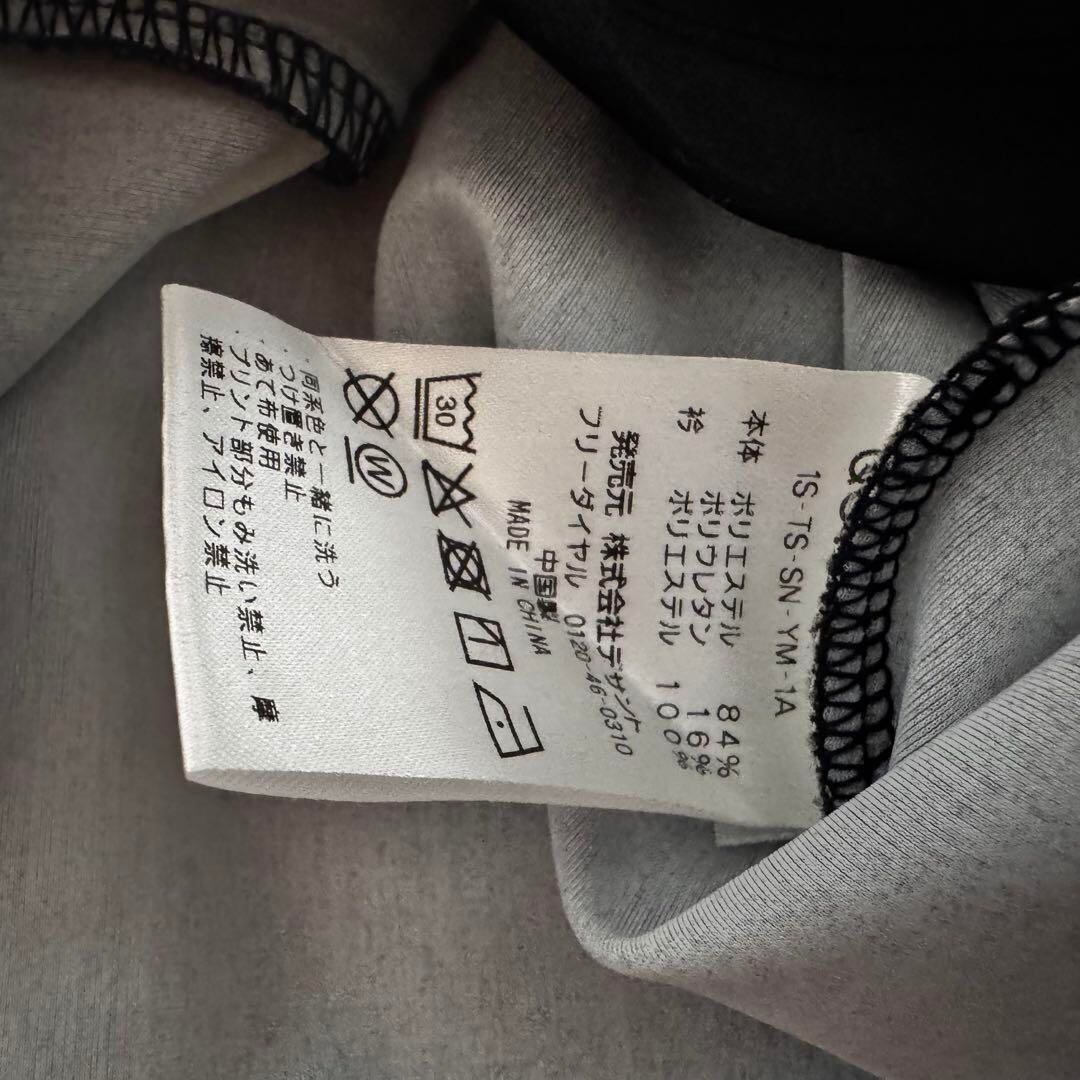 1S-TS-SN-YM-1A
本体 ポリエステル 84%
ポリウレタン 16%
衿 ポリエステル 100%
発売元 株式会社デサント
フリーダイヤル 0120-46-0310
中国製
MADE IN CHINA
30
W
・同系色と一緒に洗う
・つけ置き禁止
・あて布使用
・プリント部分もみ洗い禁止、摩
擦禁止、アイロン禁止